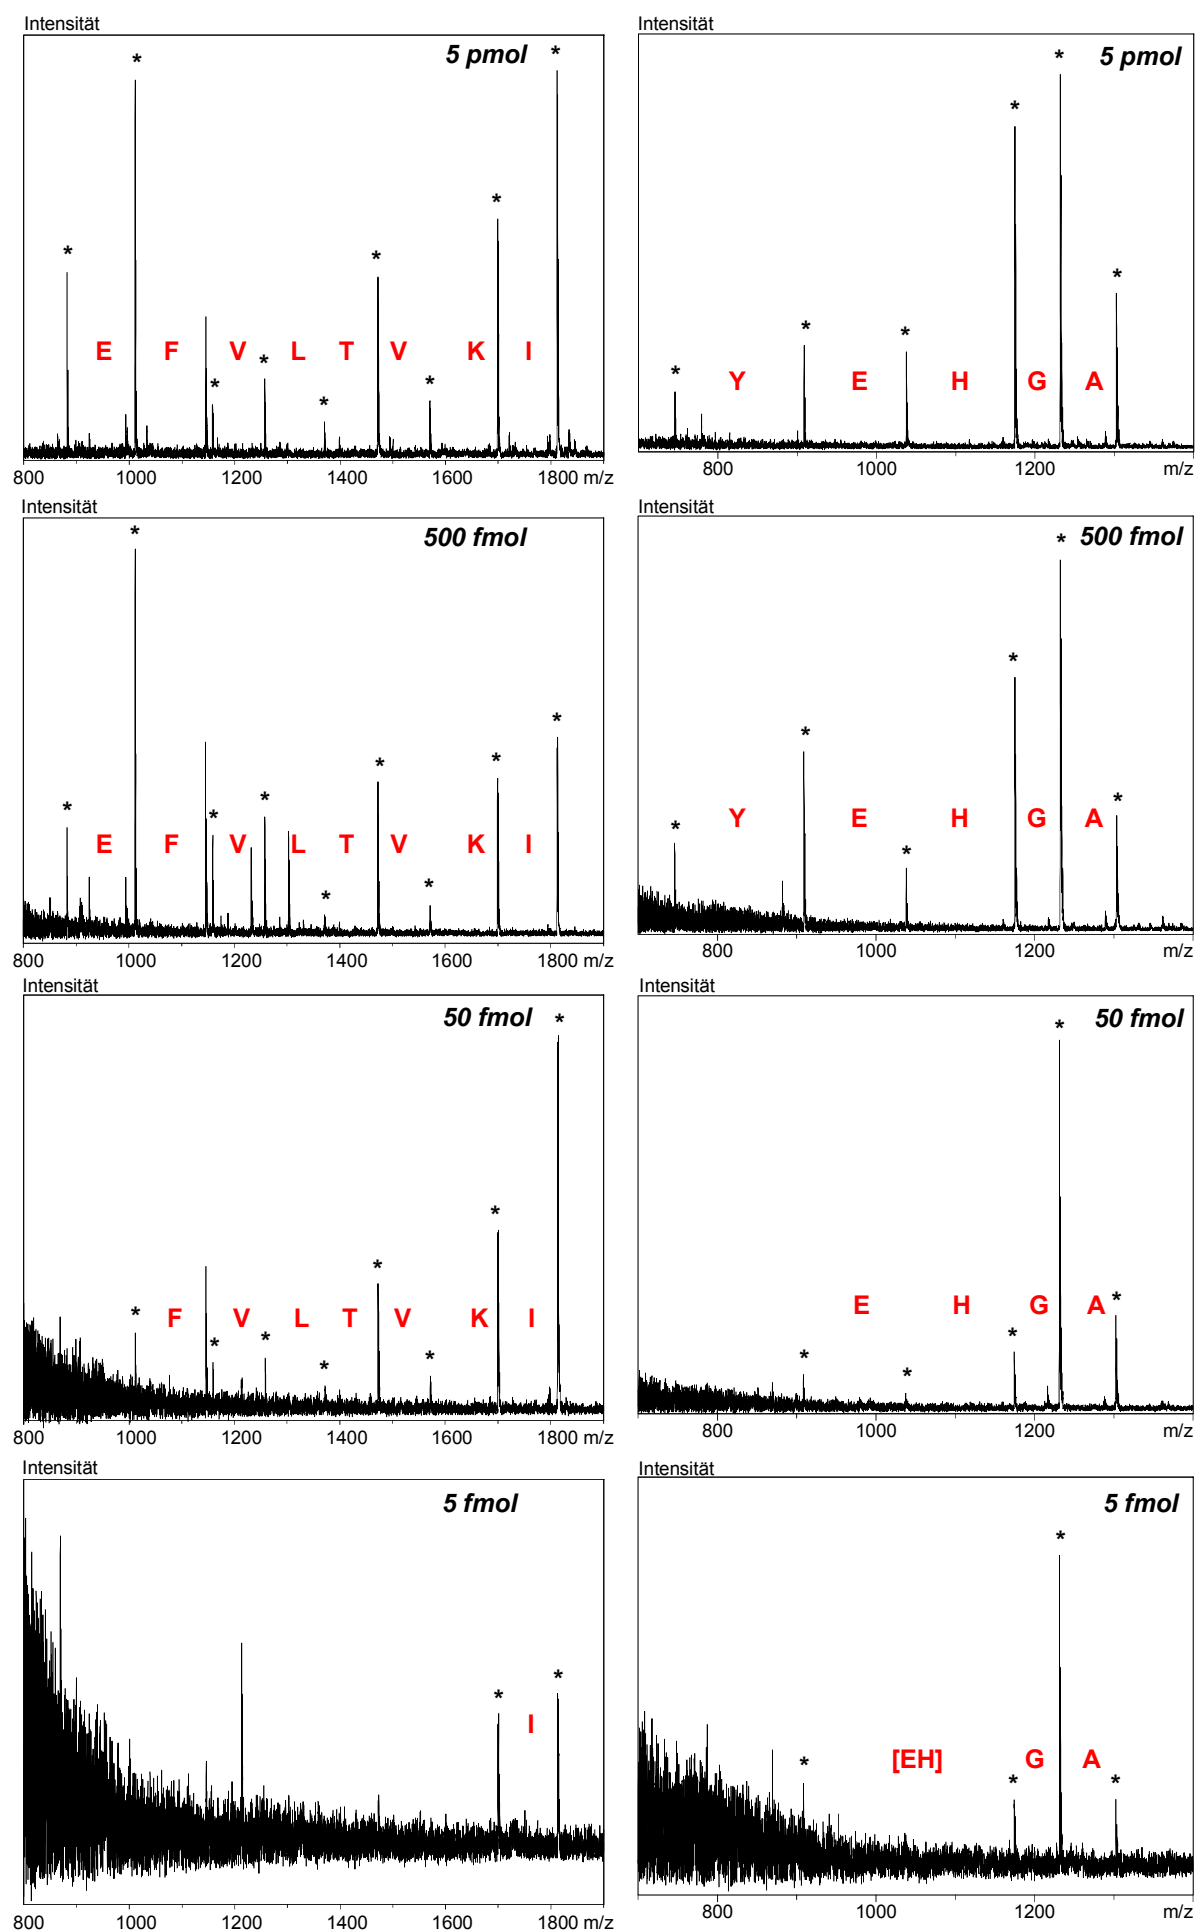 Intensität
5 pmol
* * * * * * * * *
E F V L T V K I
800 1000 1200 1400 1600 1800 m/z
Intensität
5 pmol
* * * * * *
Y E H G A
800 1000 1200 m/z
Intensität
500 fmol
* * * * * * * * *
E F V L T V K I
800 1000 1200 1400 1600 1800 m/z
Intensität
500 fmol
* * * * * *
Y E H G A
800 1000 1200 m/z
Intensität
50 fmol
* * * * * * * *
F V L T V K I
800 1000 1200 1400 1600 1800 m/z
Intensität
50 fmol
* * * * *
E H G A
800 1000 1200 m/z
Intensität
5 fmol
* *
I
800 1000 1200 1400 1600 1800 m/z
Intensität
5 fmol
* * * *
[EH] G A
800 1000 1200 m/z